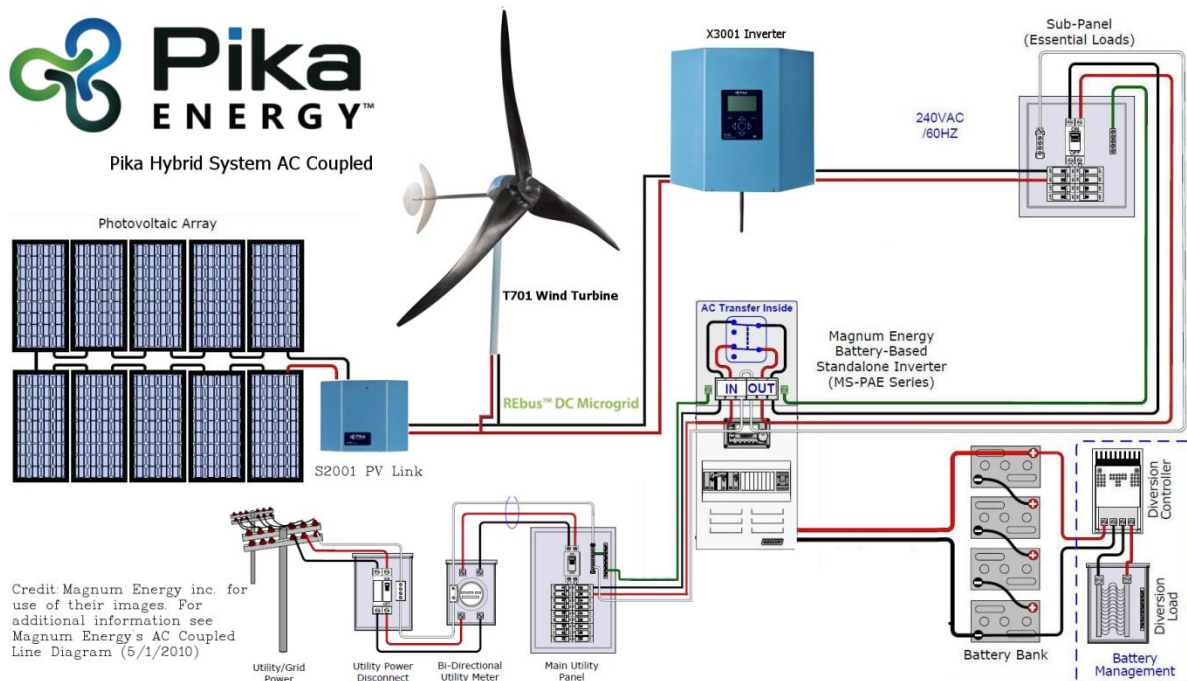 Pika
ENERGY™
Pika Hybrid System AC Coupled
X3001 Inverter
Sub-Panel
(Essential Loads)
240VAC
/60HZ
ON
OFF
Photovoltaic Array
T701 Wind Turbine
AC Transfer Inside
IN OUT
Magnum Energy
Battery-Based
Standalone Inverter
(MS-PAE Series)
REbus™ DC Microgrid
Pika
S2001 PV Link
Credit: Magnum Energy inc. for
use of their images. For
additional information see
Magnum Energy's AC Coupled
Line Diagram (5/1/2010)
Utility/Grid
Power
Utility Power
Disconnect
Bi-Directional
Utility Meter
Main Utility
Panel
Battery Bank
Diversion Controller
Diversion Load
Battery
Management